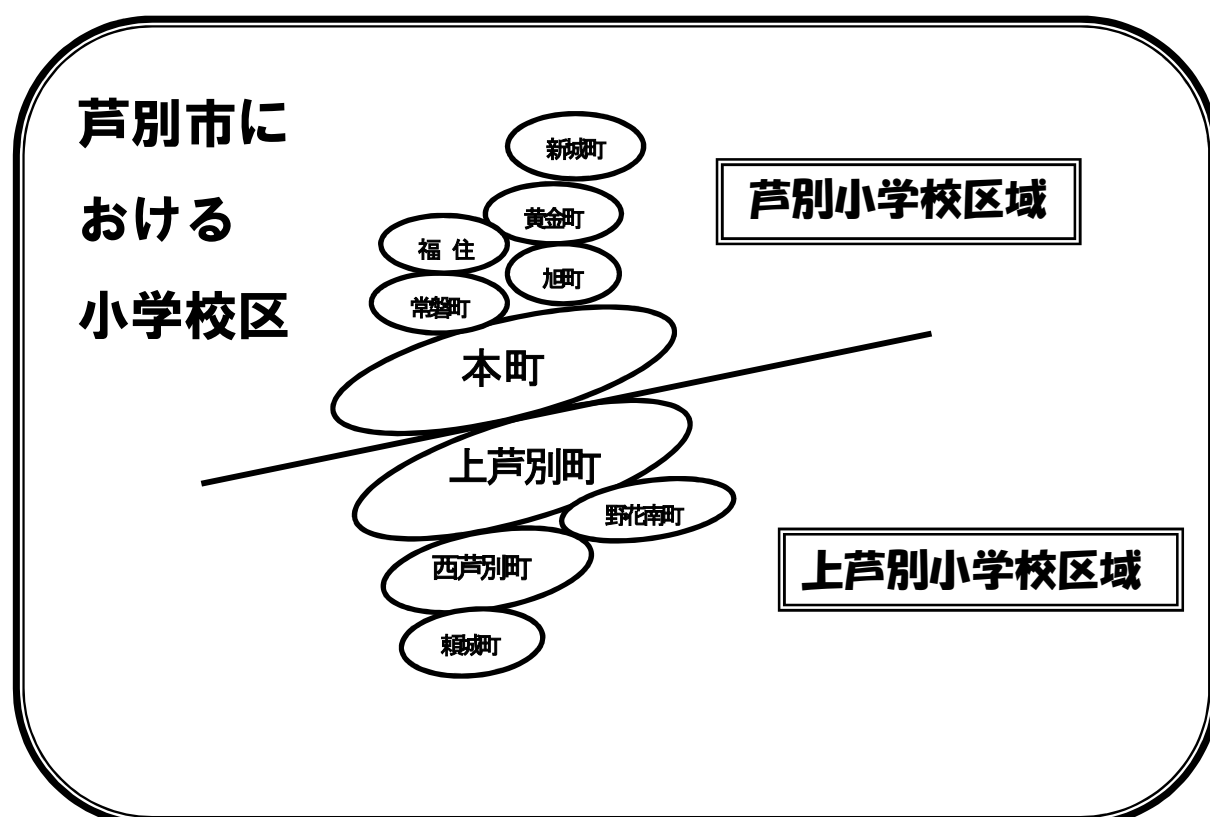 芦別市に
おける
小学校区
新城町
黄金町
福 住
旭町
常磐町
本町
芦別小学校区域
上芦別町
野花南町
西芦別町
頼城町
上芦別小学校区域